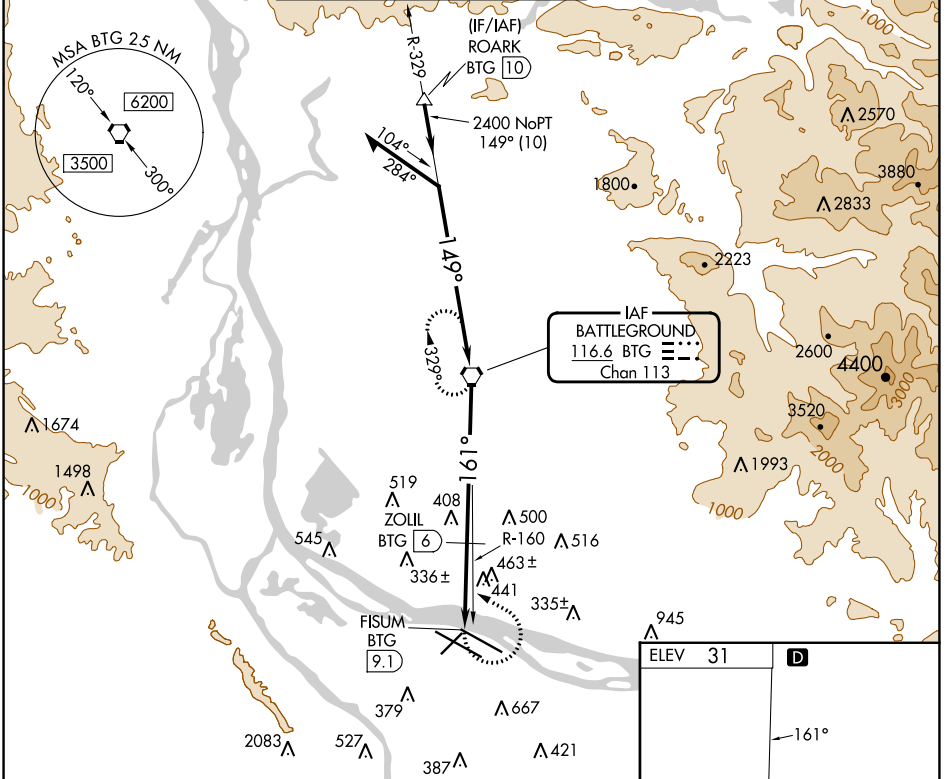 MSA BTG 25 NM
120°
6200
3500
300°
R-329
(IF/IAF)
ROARK
BTG 10
2400 NoPT
149° (10)
104°
284°
149°
329°
IAF
BATTLEGROUND
116.6 BTG
Chan 113
161°
1000
2570
3880
1800
2833
2223
2600
4400
3000
3520
2000
1993
1000
1674
1498
1000
519
408
500
ZOLIL
BTG 6
R-160
516
545
336 ±
463 ±
441
335±
FISUM
BTG
9.1
945
379
667
2083
527
387
421
ELEV 31
D
161°